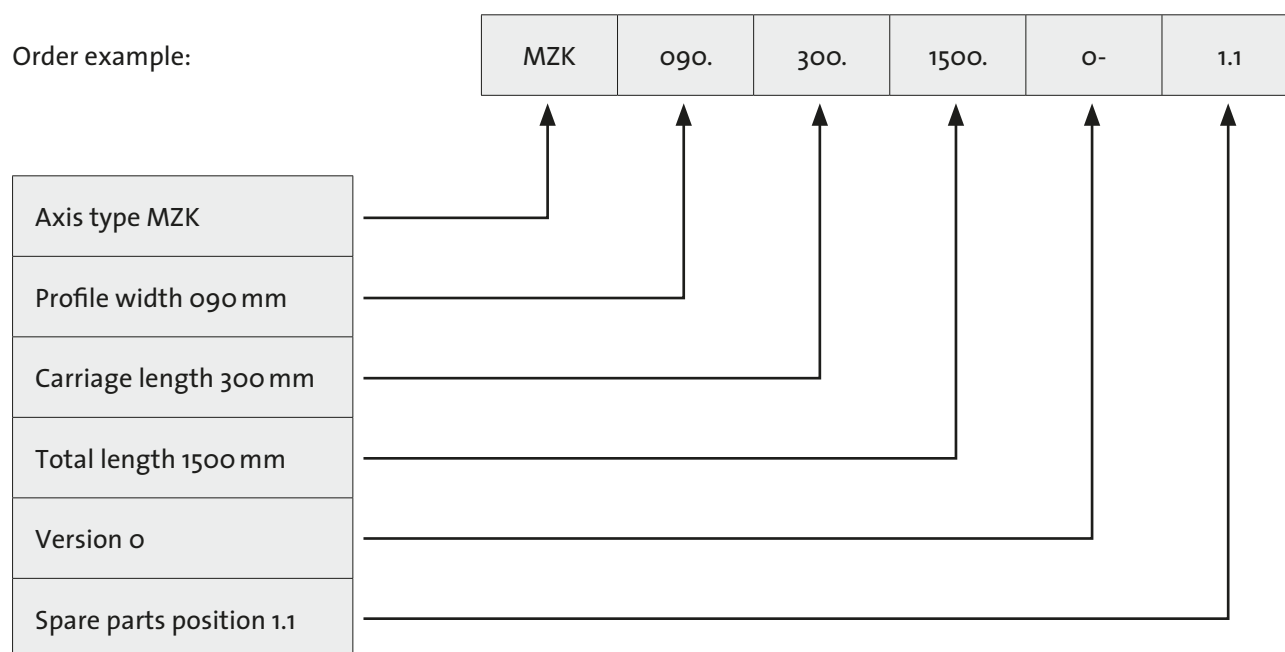 Order example:
MZK 090. 300. 1500. 0- 1.1
Axis type MZK
Profile width 090 mm
Carriage length 300 mm
Total length 1500 mm
Version 0
Spare parts position 1.1